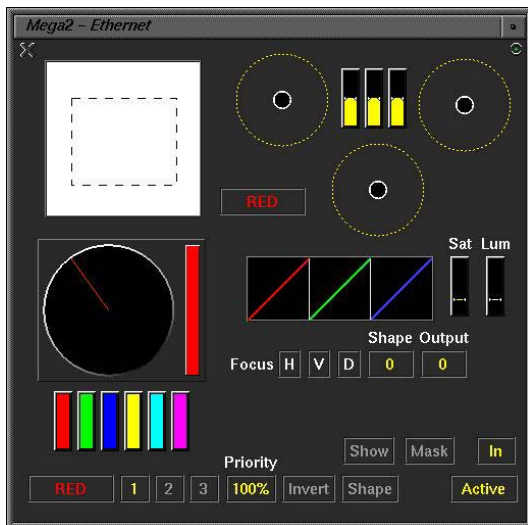 Mega2 – Ethernet
RED
Sat Lum
Shape Output
Focus H V D 0 0
Show Mask In
Priority
RED 1 2 3 100% Invert Shape Active